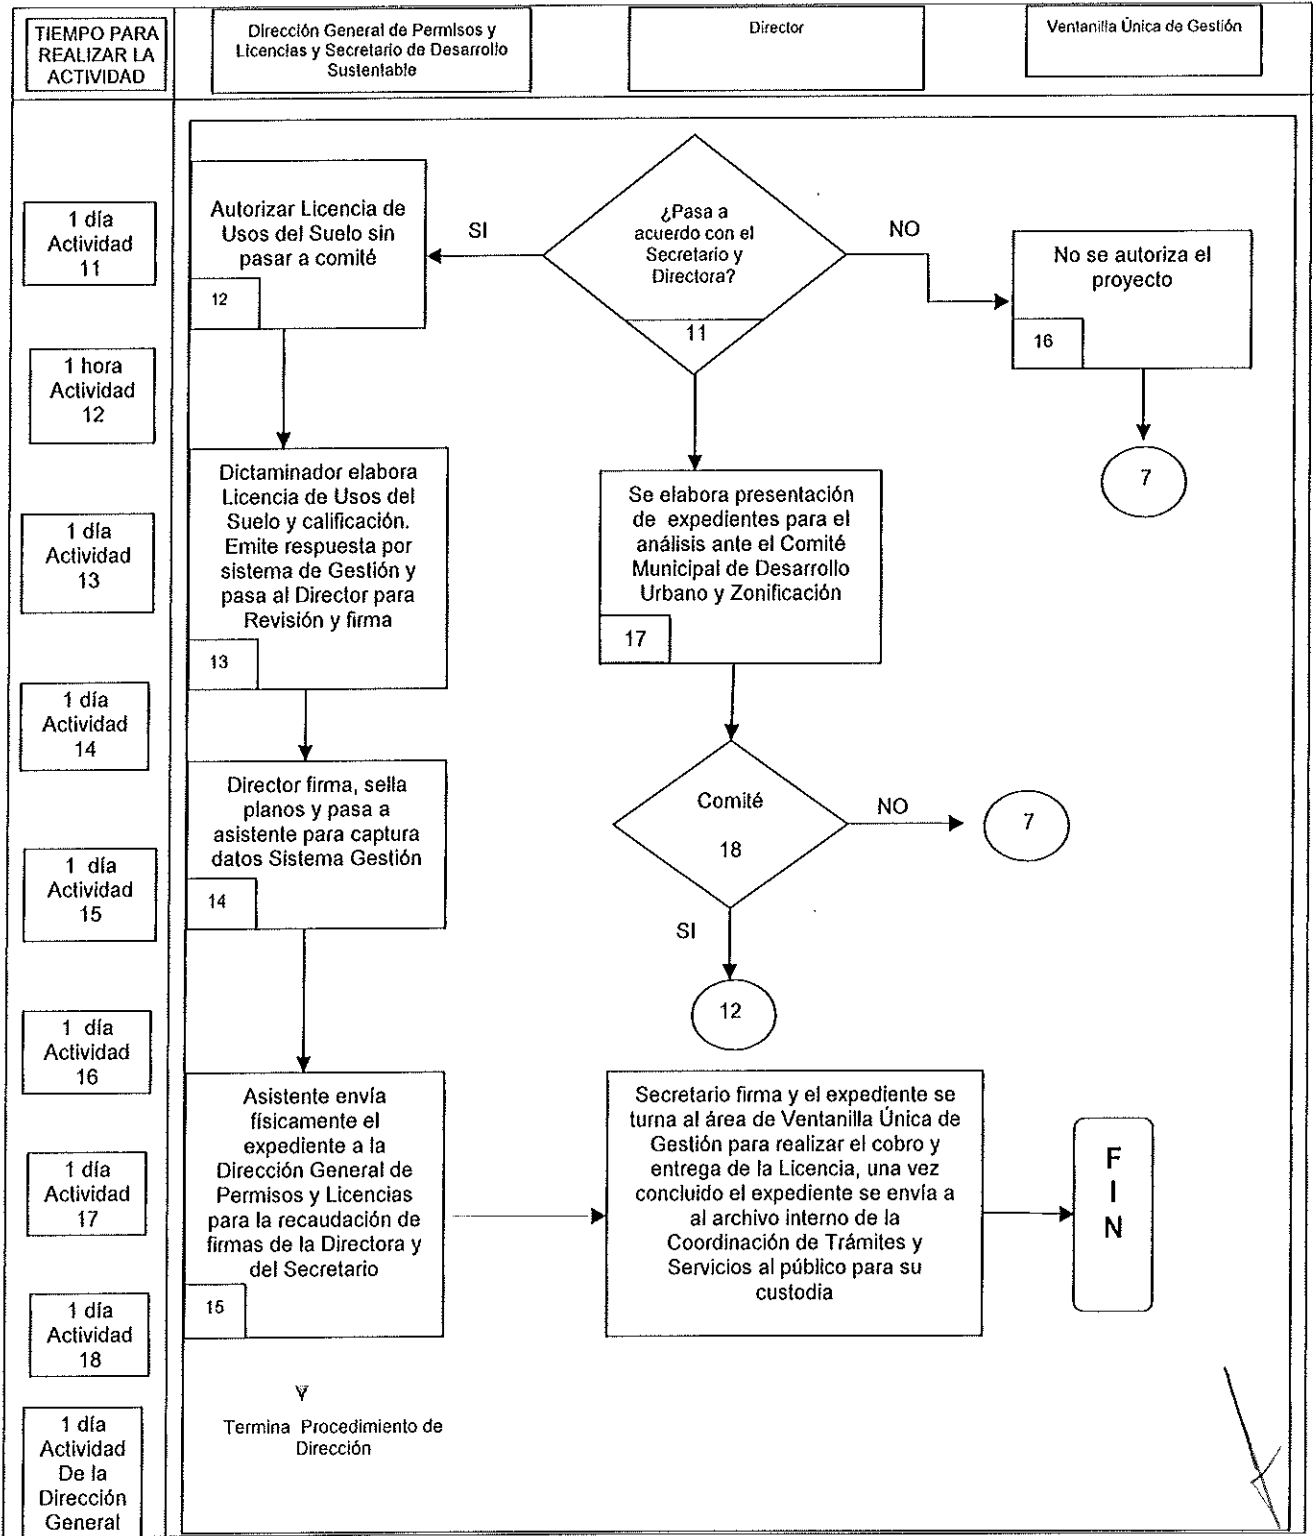 TIEMPO PARA
REALIZAR LA
ACTIVIDAD
Dirección General de Permisos y
Licencias y Secretario de Desarrollo
Sustentable
Director
Ventanilla Única de Gestión
1 día
Actividad
11
1 hora
Actividad
12
1 día
Actividad
13
1 día
Actividad
14
1 día
Actividad
15
1 día
Actividad
16
1 día
Actividad
17
1 día
Actividad
18
1 día
Actividad
De la
Dirección
General
Autorizar Licencia de
Usos del Suelo sin
pasar a comité
12
SI
¿Pasa a
acuerdo con el
Secretario y
Directora?
11
NO
No se autoriza el
proyecto
16
7
Dictaminador elabora
Licencia de Usos del
Suelo y calificación.
Emite respuesta por
sistema de Gestión y
pasa al Director para
Revisión y firma
13
Se elabora presentación
de expedientes para el
análisis ante el Comité
Municipal de Desarrollo
Urbano y Zonificación
17
Director firma, sella
planos y pasa a
asistente para captura
datos Sistema Gestión
14
Comité
18
NO
7
SI
12
Asistente envía
físicamente el
expediente a la
Dirección General de
Permisos y Licencias
para la recaudación de
firmas de la Directora y
del Secretario
15
Secretario firma y el expediente se
turna al área de Ventanilla Única de
Gestión para realizar el cobro y
entrega de la Licencia, una vez
concluido el expediente se envía a
al archivo interno de la
Coordinación de Trámites y
Servicios al público para su
custodia
F
I
N
Termina Procedimiento de
Dirección